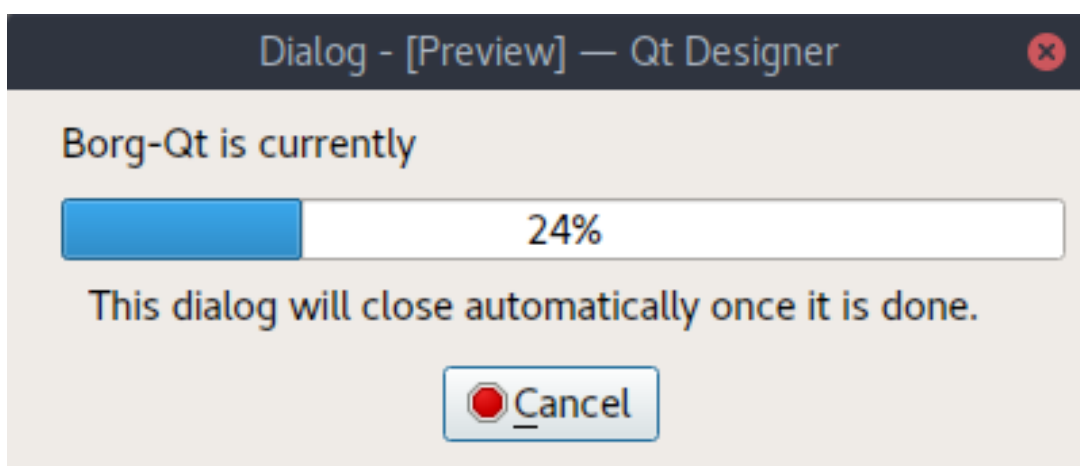 Dialog - [Preview] — Qt Designer
Borg-Qt is currently
24%
This dialog will close automatically once it is done.
Cancel